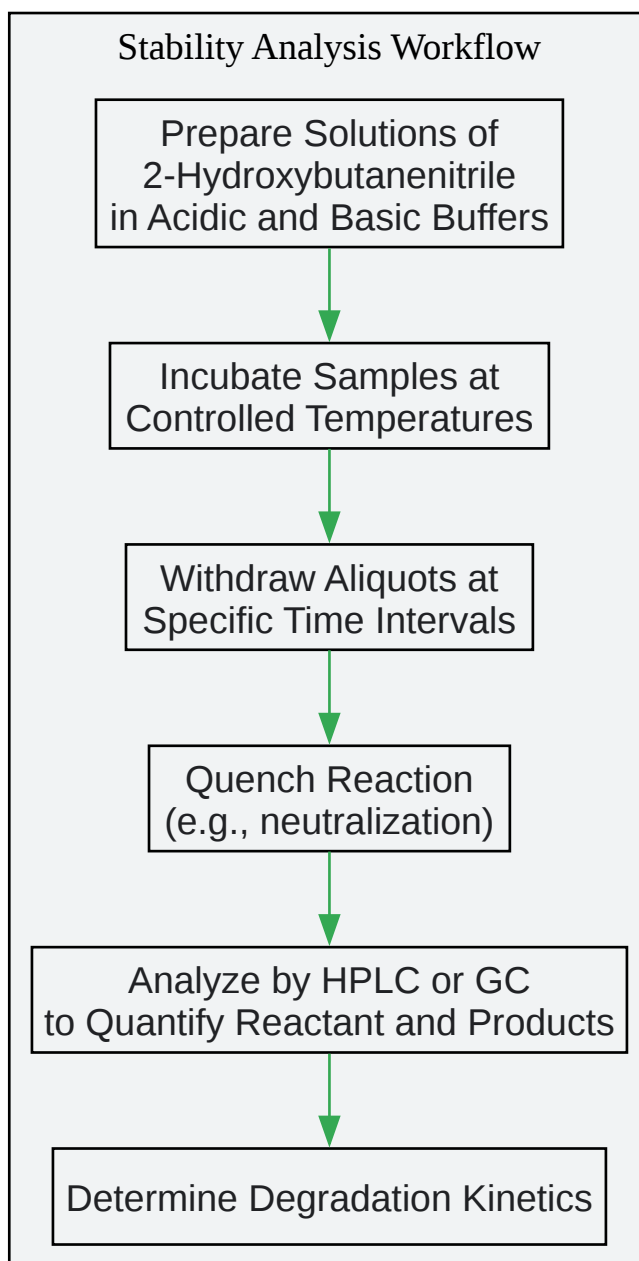 Stability Analysis Workflow
Prepare Solutions of
2-Hydroxybutanenitrile
in Acidic and Basic Buffers
Incubate Samples at
Controlled Temperatures
Withdraw Aliquots at
Specific Time Intervals
Quench Reaction
(e.g., neutralization)
Analyze by HPLC or GC
to Quantify Reactant and Products
Determine Degradation Kinetics